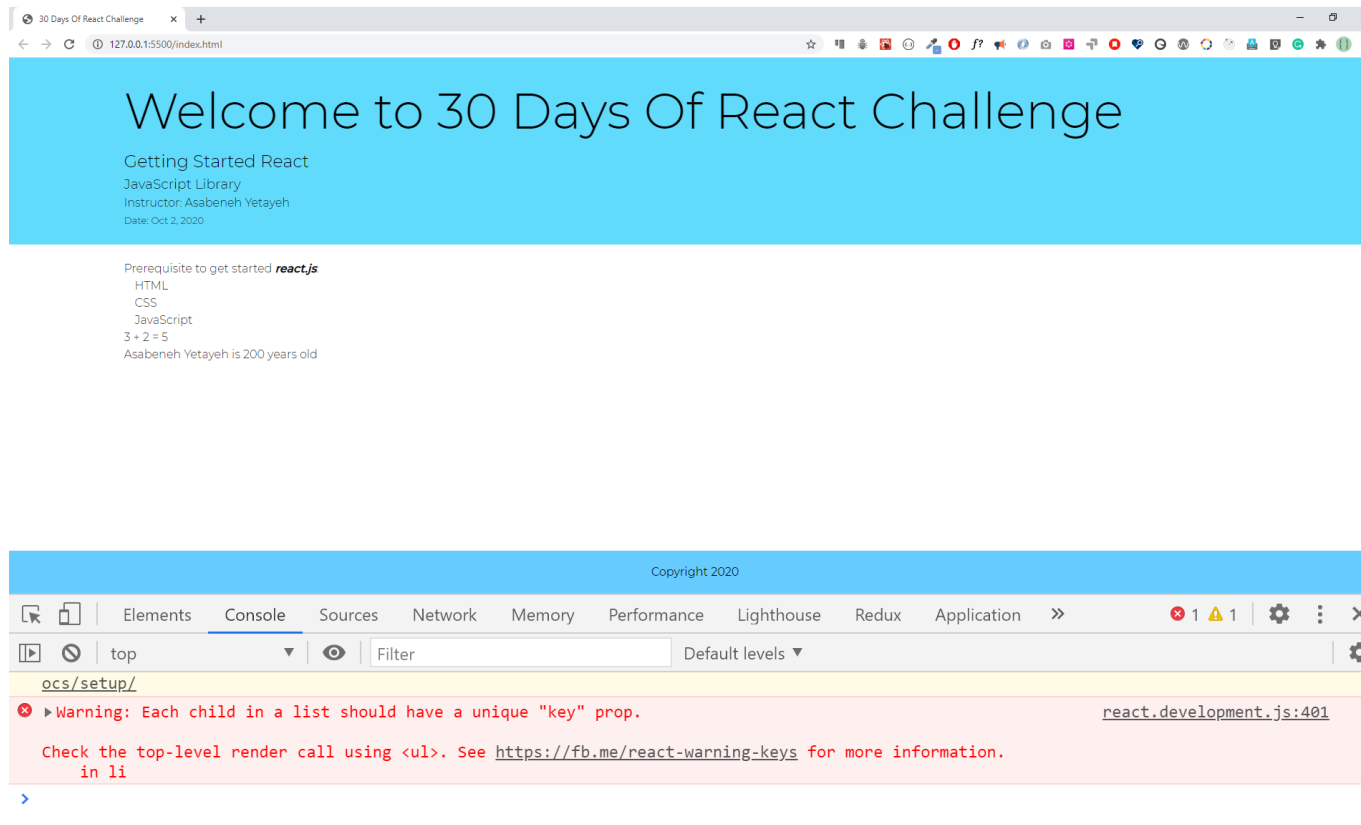 30 Days Of React Challenge
127.0.0.1:5500/index.html
f?
Welcome to 30 Days Of React Challenge
Getting Started React
JavaScript Library
Instructor: Asabeneh Yetayeh
Date: Oct 2, 2020
Prerequisite to get started react.js:
HTML
CSS
JavaScript
3 + 2 = 5
Asabeneh Yetayeh is 200 years old
Copyright 2020
Elements Console Sources Network Memory Performance Lighthouse Redux Application » 1 1
top Filter Default levels ▼
ocs/setup/
Warning: Each child in a list should have a unique "key" prop. react.development.js:401
Check the top-level render call using <ul>. See https://fb.me/react-warning-keys for more information.
in li